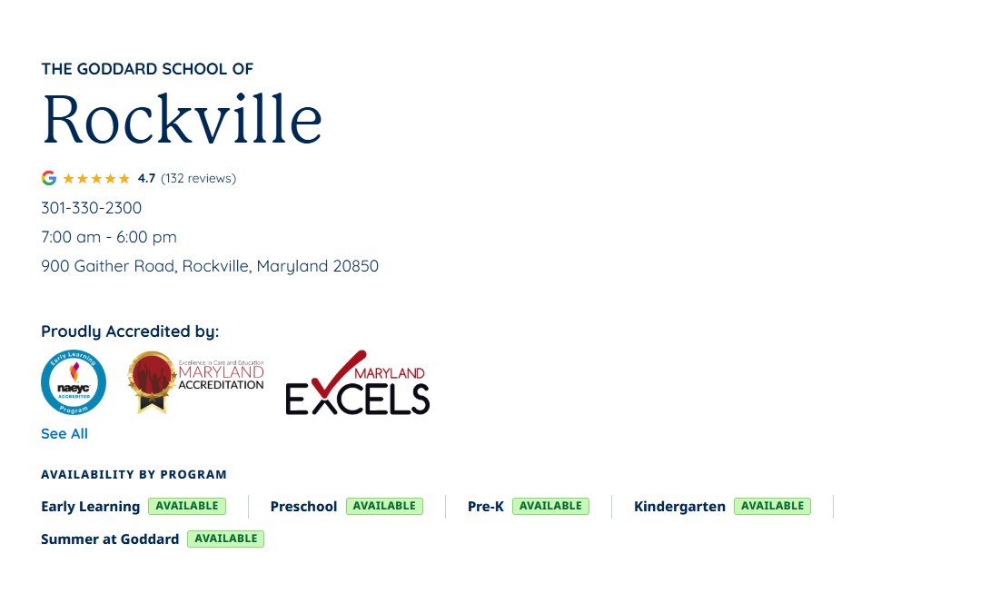 THE GODDARD SCHOOL OF
Rockville
4.7 (132 reviews)
301-330-2300
7:00 am - 6:00 pm
900 Gaither Road, Rockville, Maryland 20850
Proudly Accredited by:
Early Learning
naeyc
ACCREDITED
Program
Excellence in Care and Education
MARYLAND
ACCREDITATION
MARYLAND
EXCELS
See All
AVAILABILITY BY PROGRAM
Early Learning AVAILABLE Preschool AVAILABLE Pre-K AVAILABLE Kindergarten AVAILABLE
Summer at Goddard AVAILABLE